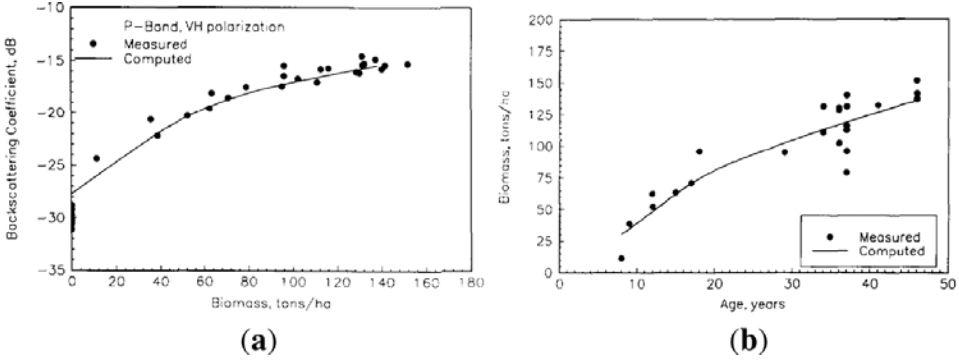 P-Band, VH polarization
Measured
Computed
Backscattering Coefficient, dB
-10
-15
-20
-25
-30
-35
0 20 40 60 80 100 120 140 160 180
Biomass, tons/ha
(a)
Biomass, tons/ha
200
175
150
125
100
75
50
25
0
Measured
Computed
0 10 20 30 40 50
Age, years
(b)